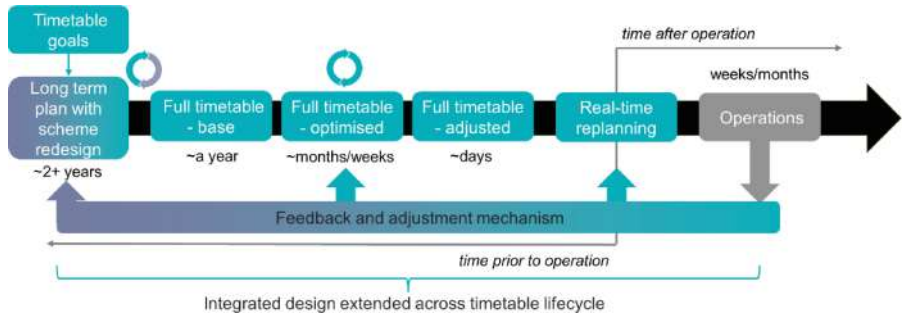 Timetable
goals
time after operation
Long term
plan with
scheme
redesign
~2+ years
Full timetable
- base
~a year
Full timetable
- optimised
~months/weeks
Full timetable
- adjusted
~days
Real-time
replanning
weeks/months
Operations
Feedback and adjustment mechanism
time prior to operation
Integrated design extended across timetable lifecycle